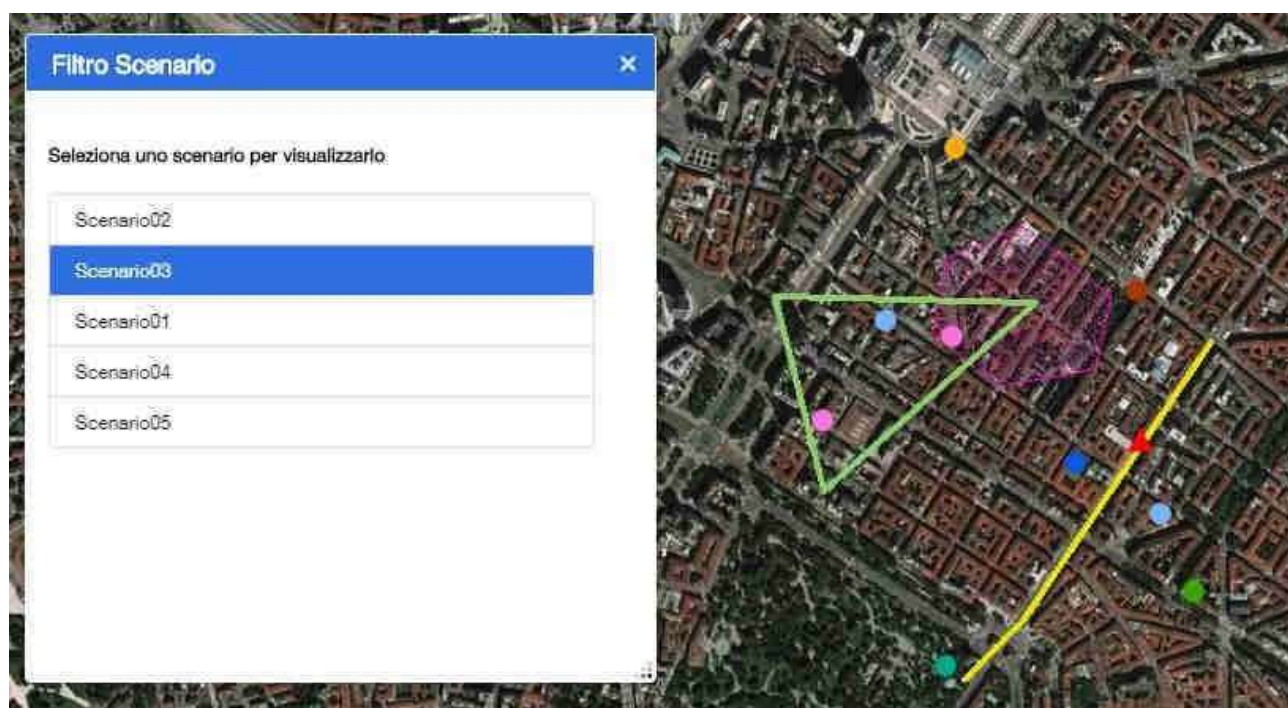 Filtro Scenario
Seleziona uno scenario per visualizzarlo
Scenario02
Scenario03
Scenario01
Scenario04
Scenario05